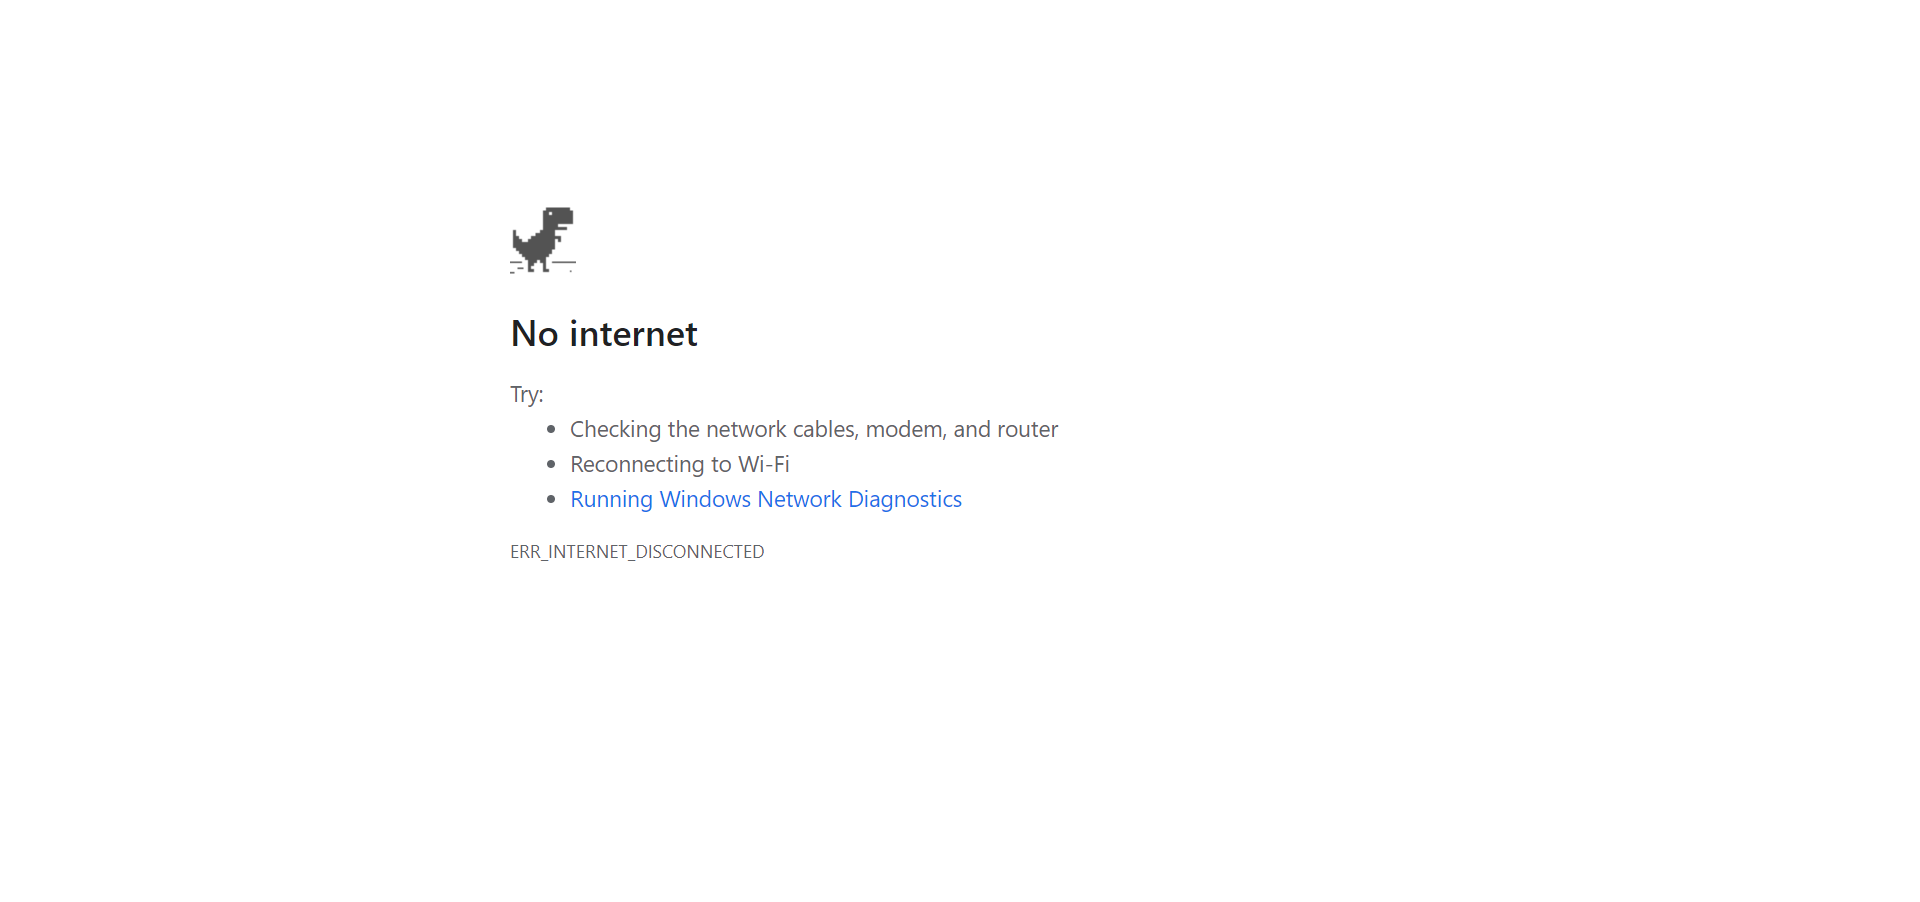 No internet
Try:
Checking the network cables, modem, and router
Reconnecting to Wi-Fi
Running Windows Network Diagnostics
ERR_INTERNET_DISCONNECTED